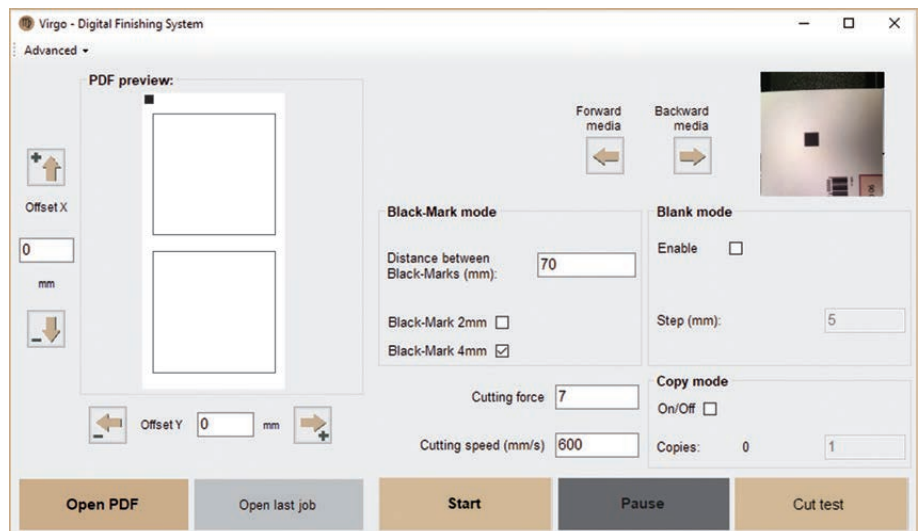 Virgo - Digital Finishing System
Advanced
PDF preview:
Forward
media
Backward
media
+
Offset X
0
mm
−
Black-Mark mode
Distance between
Black-Marks (mm):
70
Black-Mark 2mm
Black-Mark 4mm
Blank mode
Enable
Step (mm):
5
− Offset Y 0 mm +
Cutting force 7
Cutting speed (mm/s) 600
Copy mode
On/Off
Copies: 0 1
Open PDF
Open last job
Start
Pause
Cut test